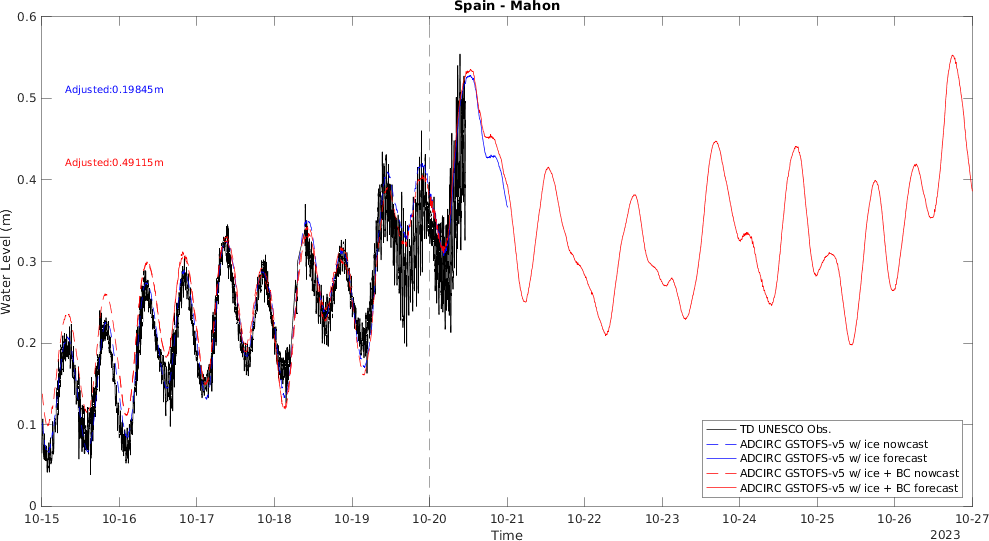 Spain - Mahon
0.6
0.5
0.4
0.3
0.2
0.1
0
Water Level (m)
Adjusted:0.19845m
Adjusted:0.49115m
TD UNESCO Obs.
ADCIRC GSTOFS-v5 w/ ice nowcast
ADCIRC GSTOFS-v5 w/ ice forecast
ADCIRC GSTOFS-v5 w/ ice + BC nowcast
ADCIRC GSTOFS-v5 w/ ice + BC forecast
10-15 10-16 10-17 10-18 10-19 10-20 10-21 10-22 10-23 10-24 10-25 10-26 10-27
Time
2023